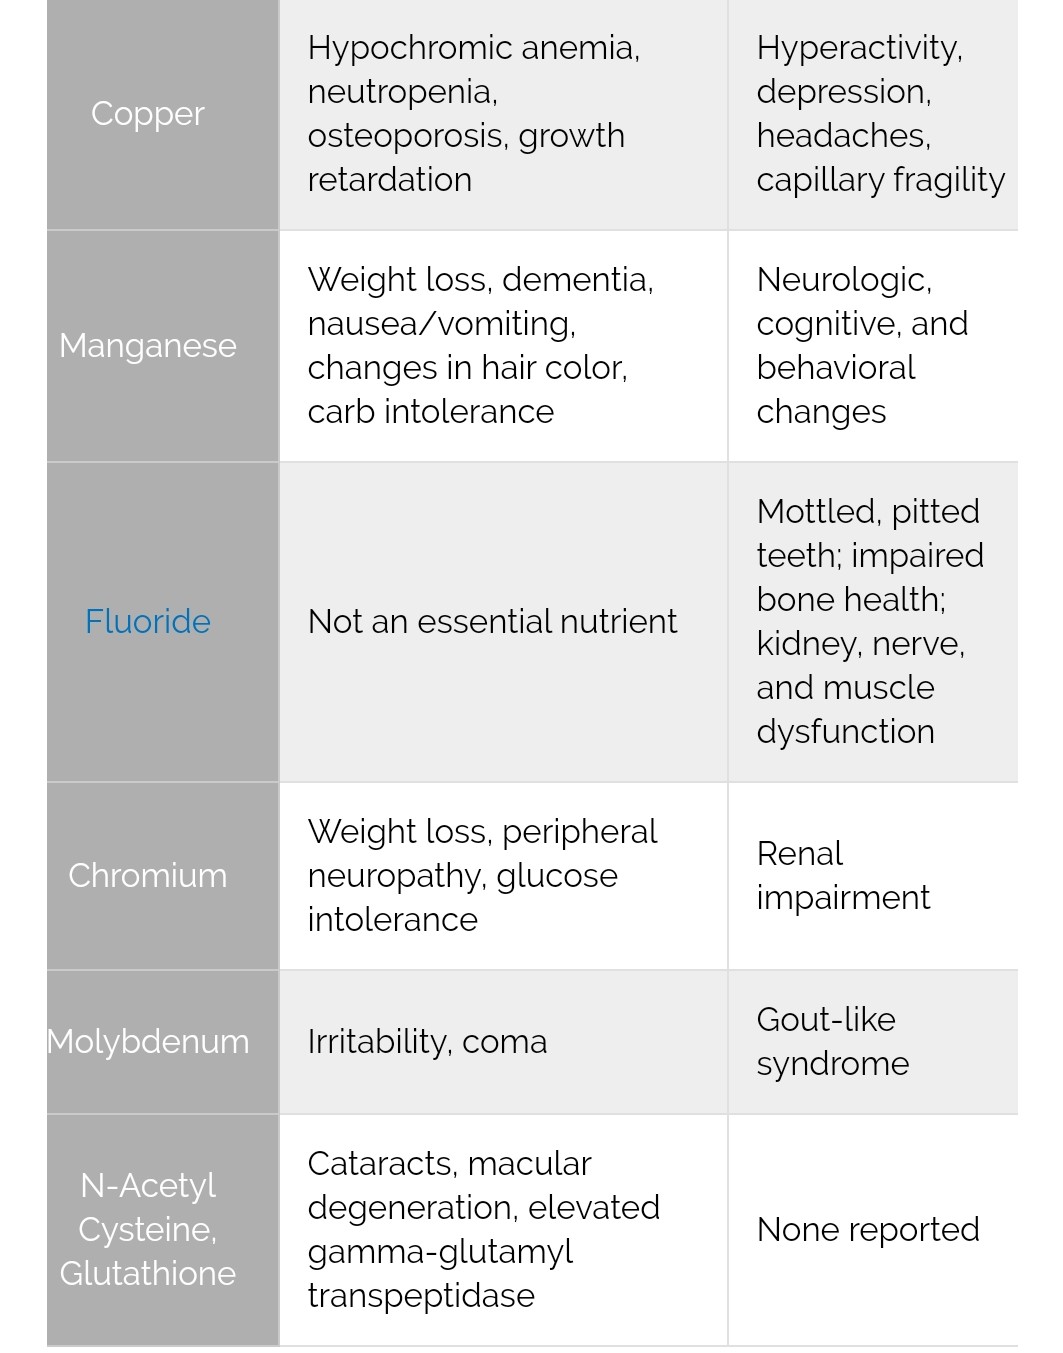 Copper
Hypochromic anemia,
neutropenia,
osteoporosis, growth
retardation
Hyperactivity,
depression,
headaches,
capillary fragility
Manganese
Weight loss, dementia,
nausea/vomiting,
changes in hair color,
carb intolerance
Neurologic,
cognitive, and
behavioral
changes
Fluoride
Not an essential nutrient
Mottled, pitted
teeth; impaired
bone health;
kidney, nerve,
and muscle
dysfunction
Chromium
Weight loss, peripheral
neuropathy, glucose
intolerance
Renal
impairment
Molybdenum
Irritability, coma
Gout-like
syndrome
N-Acetyl
Cysteine,
Glutathione
Cataracts, macular
degeneration, elevated
gamma-glutamyl
transpeptidase
None reported